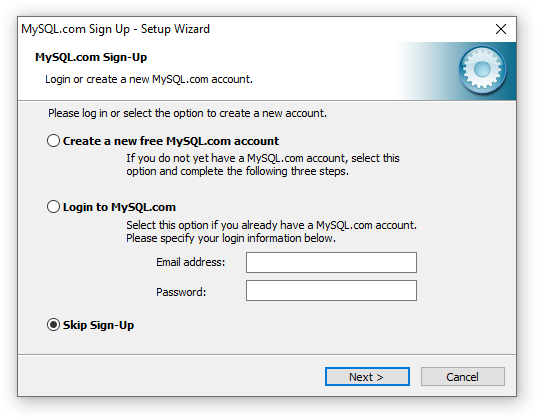 MySQL.com Sign Up - Setup Wizard
MySQL.com Sign-Up
Login or create a new MySQL.com account.
Please log in or select the option to create a new account.
Create a new free MySQL.com account
If you do not yet have a MySQL.com account, select this
option and complete the following three steps.
Login to MySQL.com
Select this option if you already have a MySQL.com account.
Please specify your login information below.
Email address:
Password:
Skip Sign-Up
Next >
Cancel